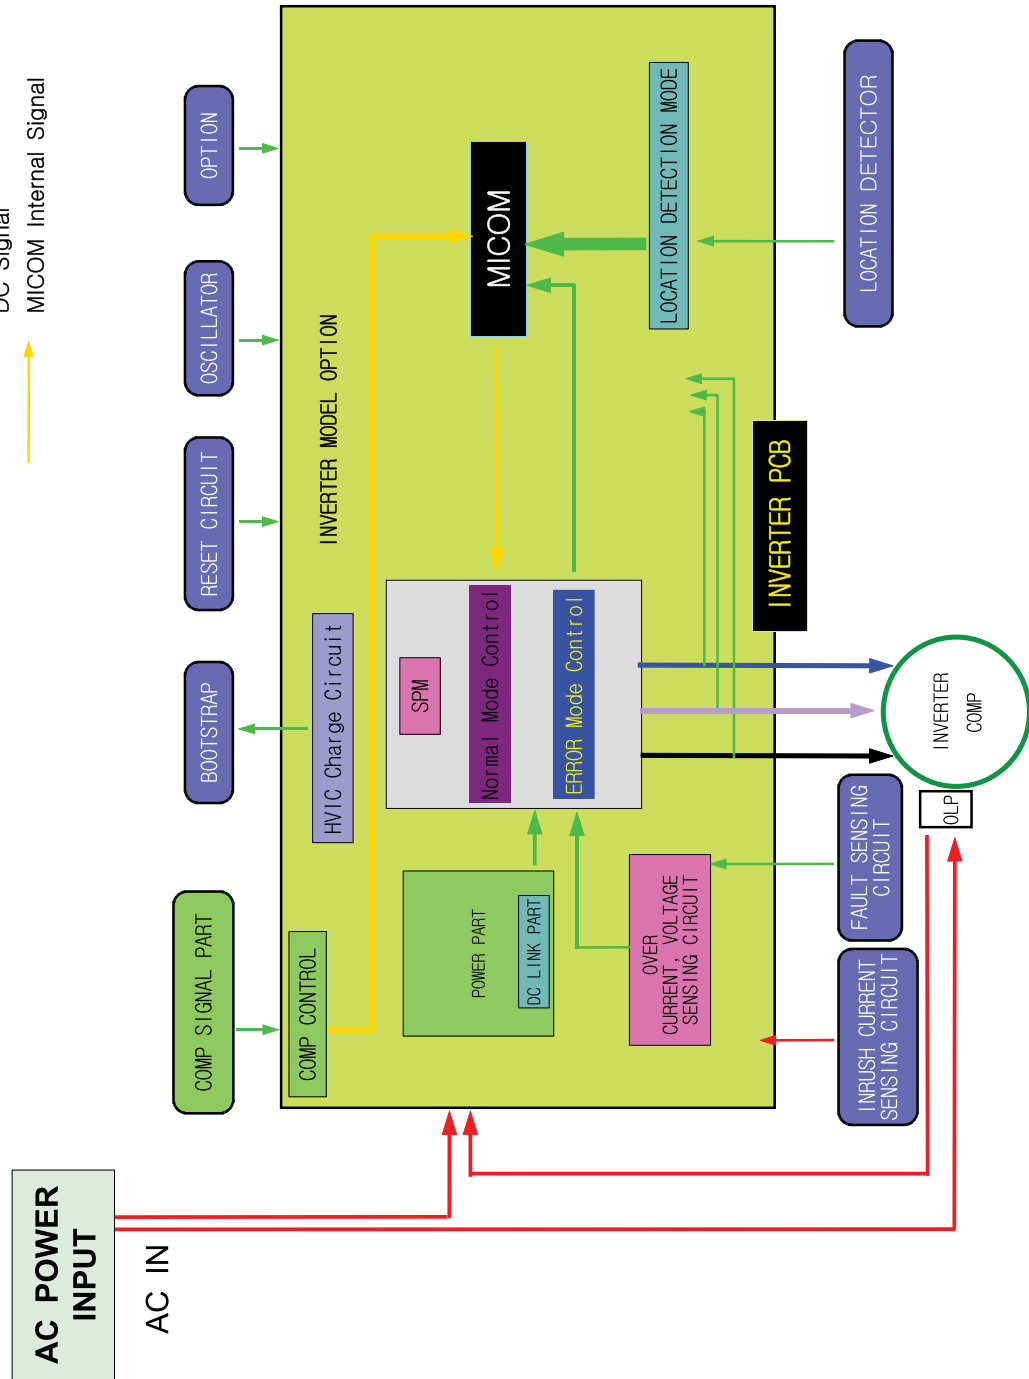 DC Signal
MICOM Internal Signal
AC POWER
INPUT
AC IN
COMP SIGNAL PART
BOOTSTRAP
RESET CIRCUIT
OSCILLATOR
OPTION
COMP CONTROL
HVIC Charge Circuit
INVERTER MODEL OPTION
POWER PART
DC LINK PART
SPM
Normal Mode Control
ERROR Mode Control
MICOM
OVER
CURRENT, VOLTAGE
SENSING CIRCUIT
LOCATION DETECTION MODE
INVERTER PCB
INRUSH CURRENT
SENSING CIRCUIT
FAULT SENSING
CIRCUIT
LOCATION DETECTOR
OLP
INVERTER
COMP